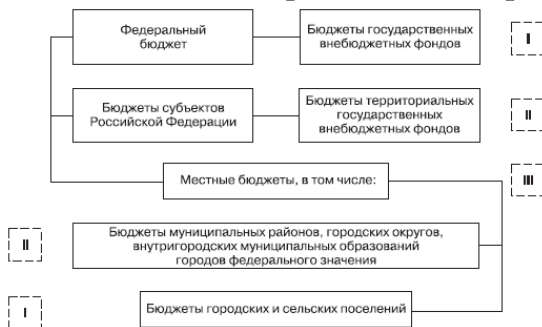 Федеральный
бюджет
Бюджеты государственных
внебюджетных фондов
I
Бюджеты субъектов
Российской Федерации
Бюджеты территориальных
государственных
внебюджетных фондов
II
Местные бюджеты, в том числе:
III
II
Бюджеты муниципальных районов, городских округов,
внутригородских муниципальных образований
городов федерального значения
I
Бюджеты городских и сельских поселений